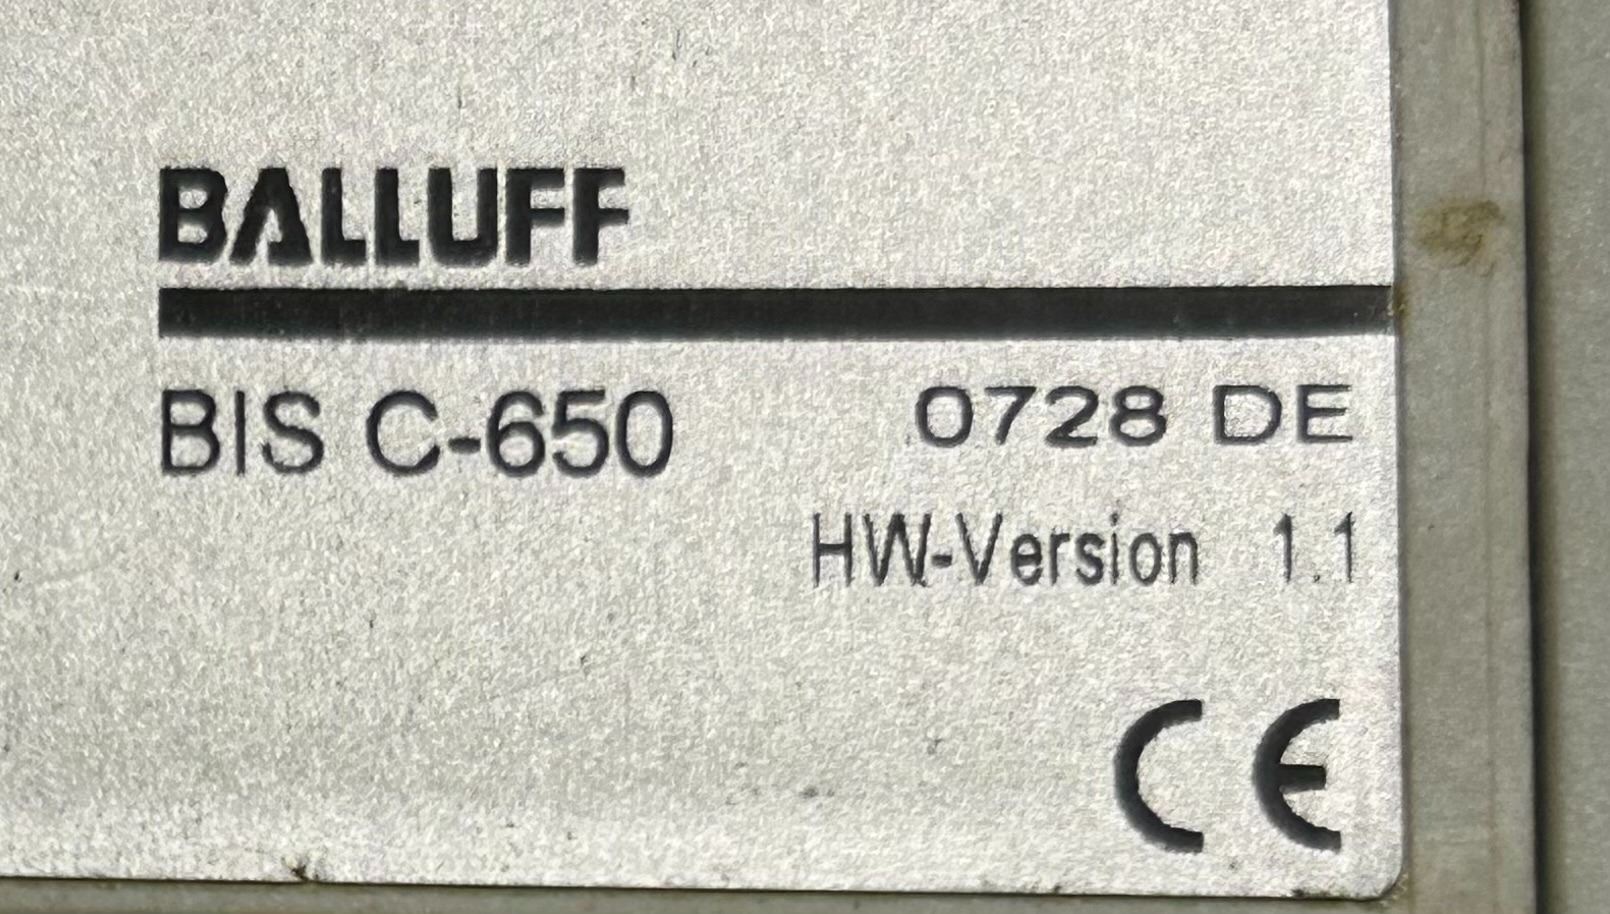 BALLUFF
BIS C-650 0728 DE
HW-Version 1.1
CE